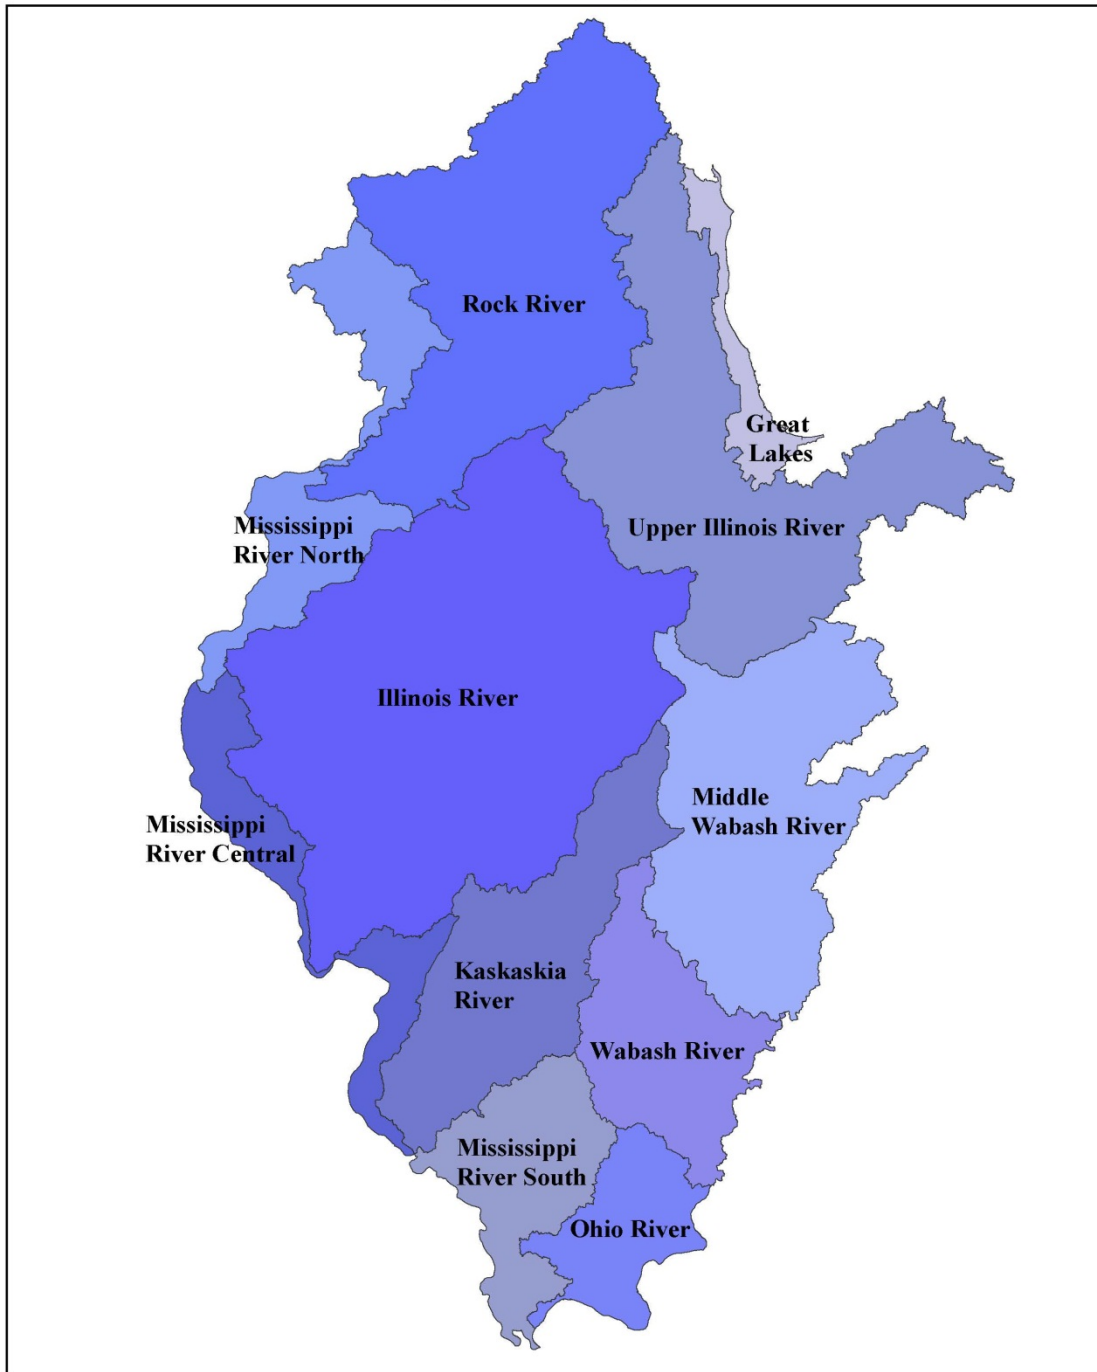 Rock River
Great
Lakes
Mississippi
River North
Upper Illinois River
Illinois River
Mississippi
River Central
Middle
Wabash River
Kaskaskia
River
Wabash River
Mississippi
River South
Ohio River